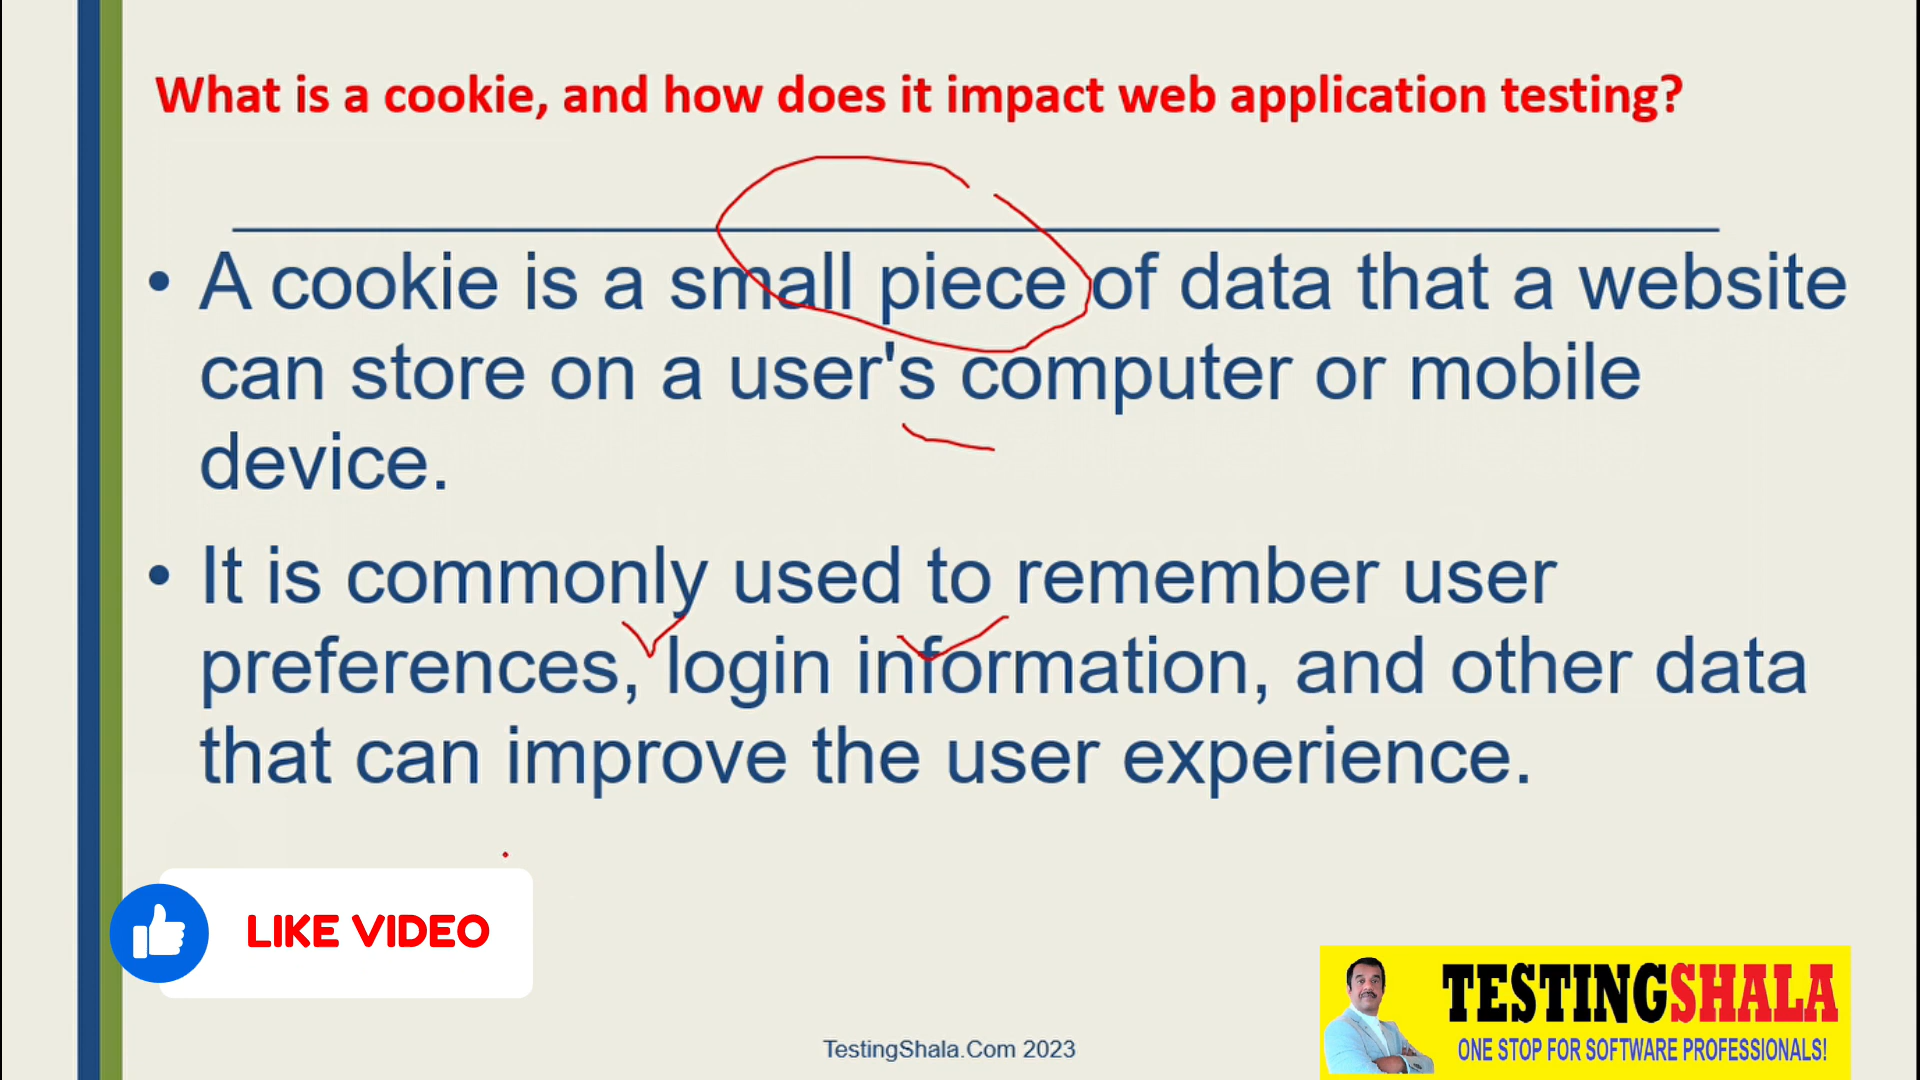 What is a cookie, and how does it impact web application testing?
• A cookie is a small piece of data that a website
can store on a user's computer or mobile
device.
• It is commonly used to remember user
preferences, login information, and other data
that can improve the user experience.
LIKE VIDEO
TestingShala.Com 2023
TESTINGSHALA
ONE STOP FOR SOFTWARE PROFESSIONALS!